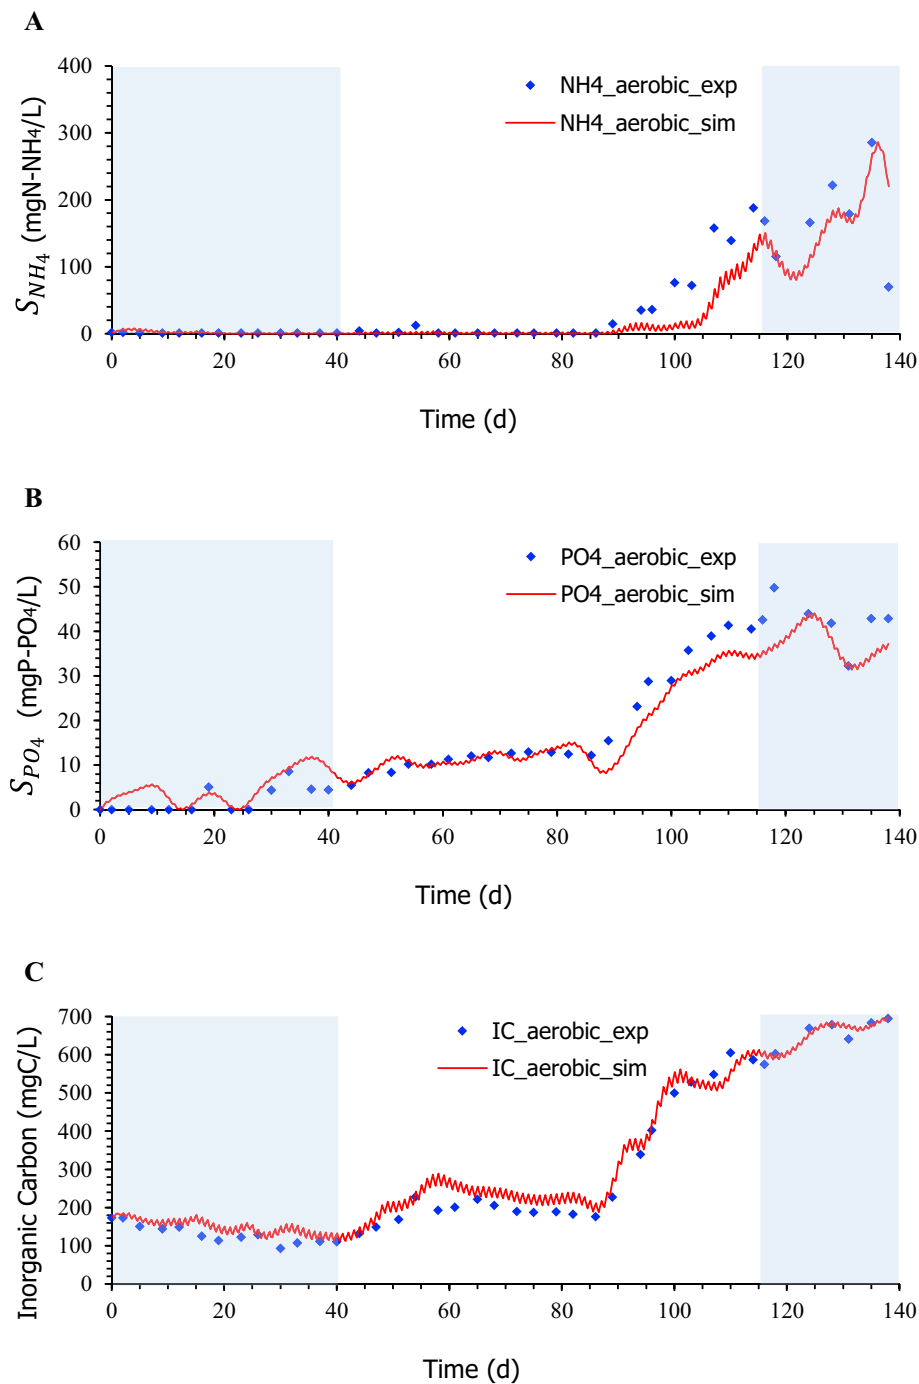 A
400
300
200
100
0
S_NH4 (mgN-NH4/L)
NH4_aerobic_exp
NH4_aerobic_sim
0 20 40 60 80 100 120 140
Time (d)
B
60
50
40
30
20
10
0
S_PO4 (mgP-PO4/L)
PO4_aerobic_exp
PO4_aerobic_sim
0 20 40 60 80 100 120 140
Time (d)
C
700
600
500
400
300
200
100
0
Inorganic Carbon (mgC/L)
IC_aerobic_exp
IC_aerobic_sim
0 20 40 60 80 100 120 140
Time (d)